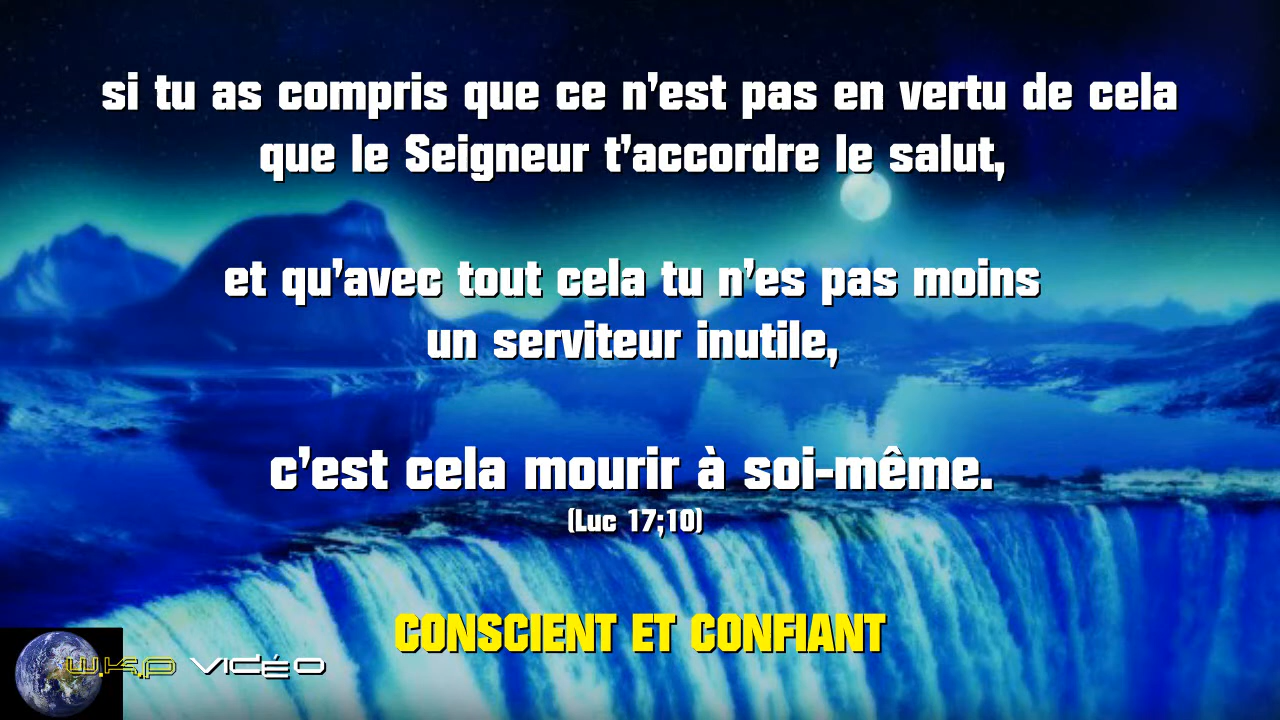 si tu as compris que ce n'est pas en vertu de cela
que le Seigneur t'accordre le salut,
et qu'avec tout cela tu n'es pas moins
un serviteur inutile,
c'est cela mourir à soi-même.
(Luc 17;10)
CONSCIENT ET CONFIANT
W.K.P VIDÉO